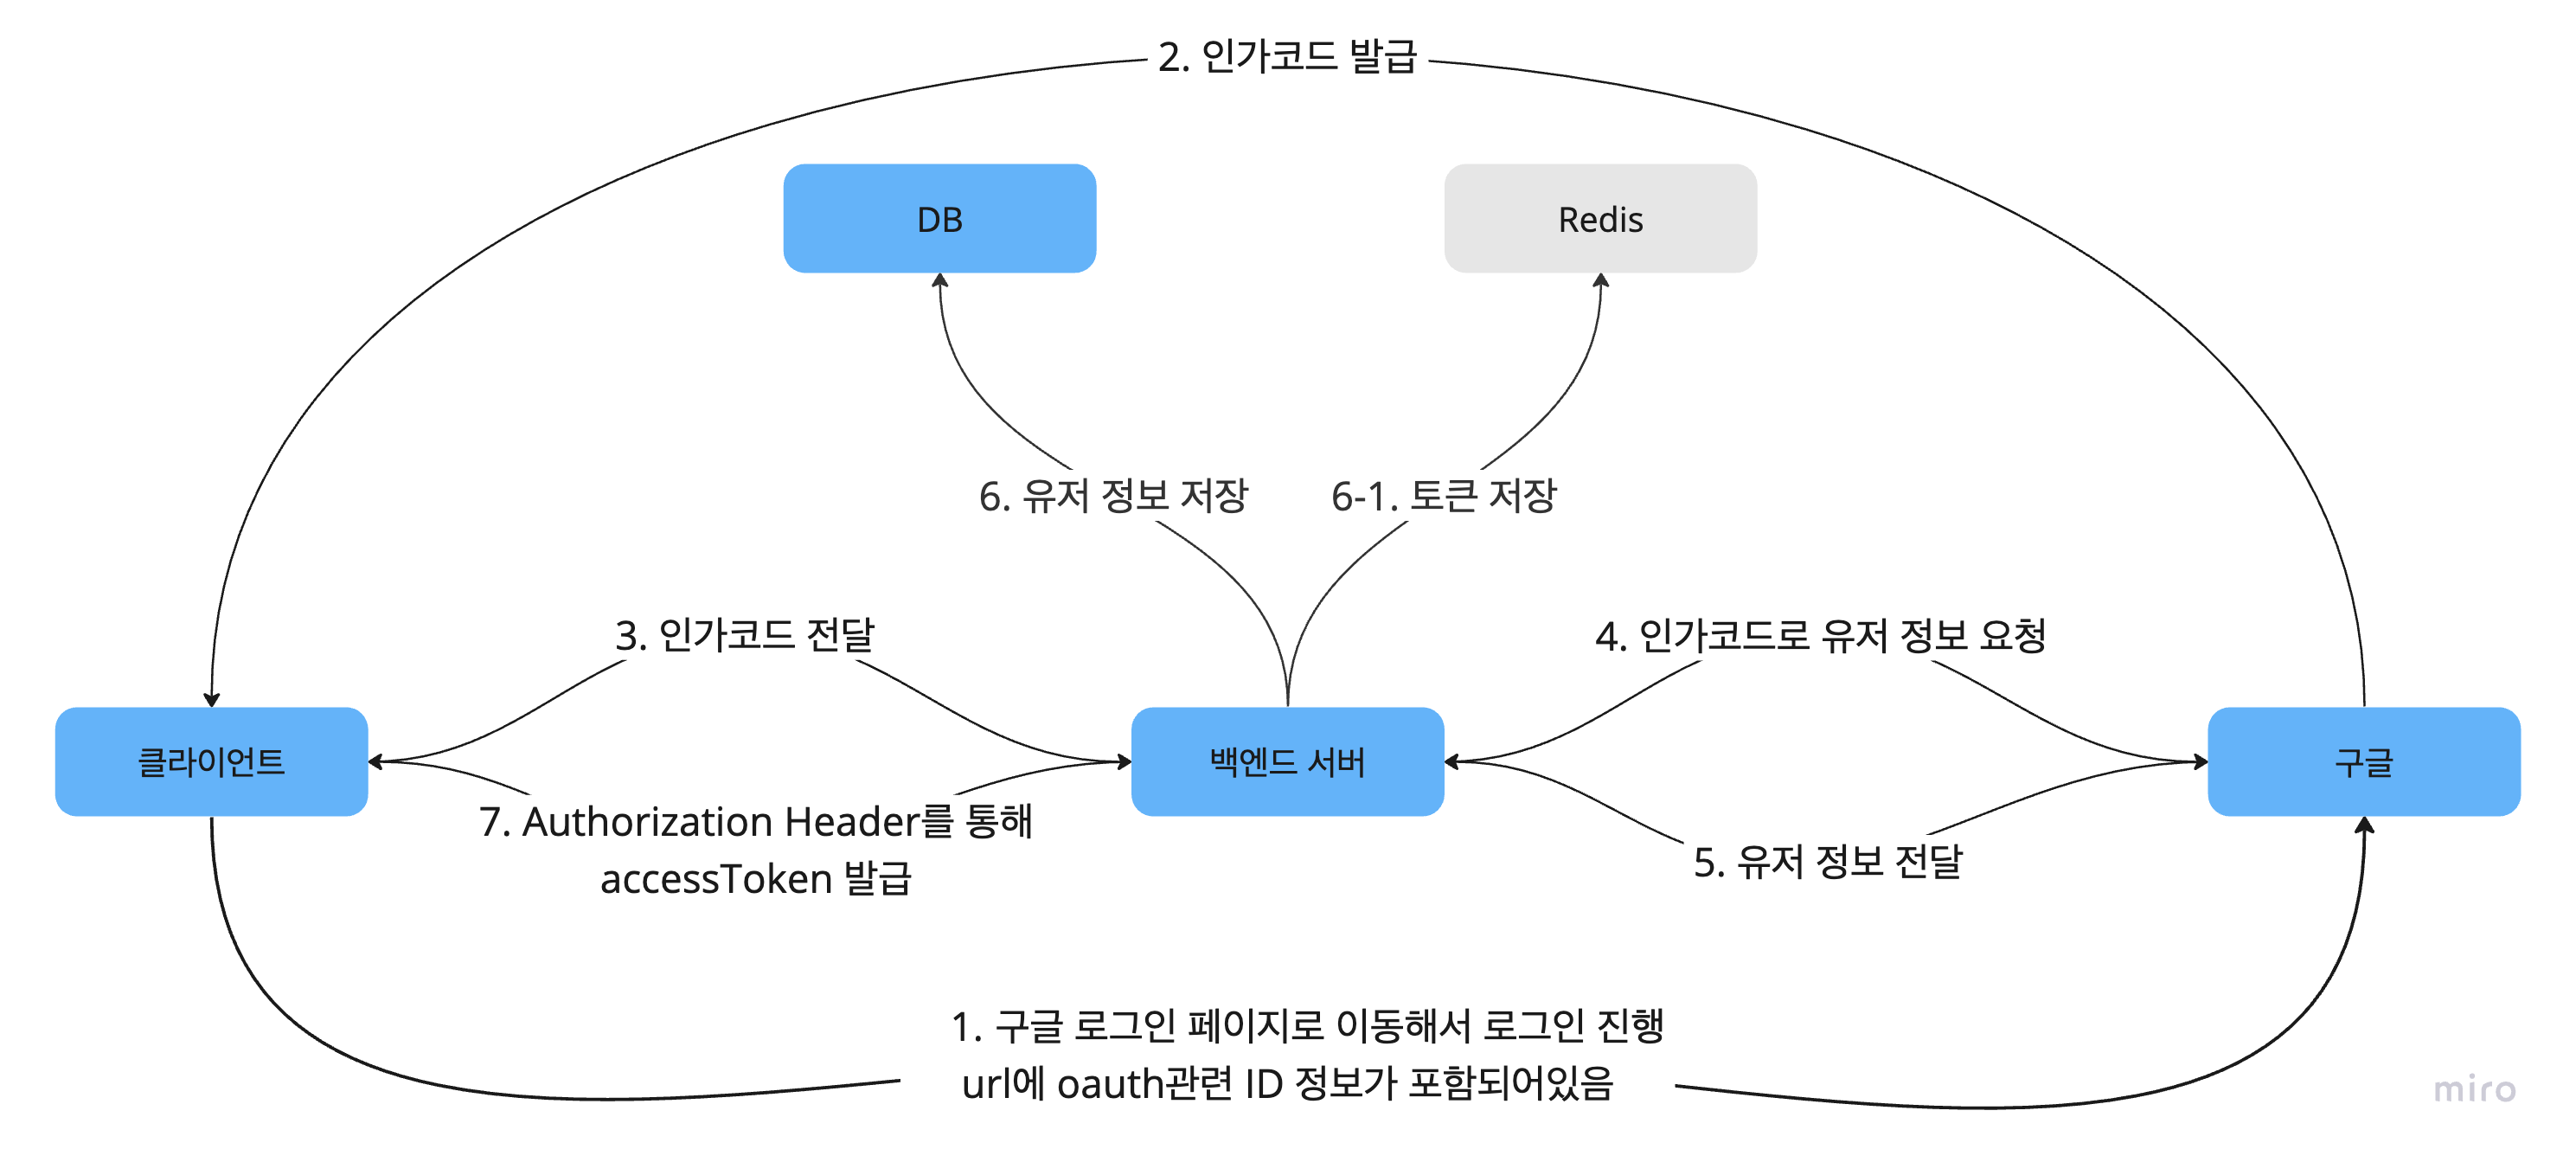 2. 인가코드 발급
DB
Redis
6. 유저 정보 저장
6-1. 토큰 저장
3. 인가코드 전달
4. 인가코드로 유저 정보 요청
클라이언트
백엔드 서버
구글
7. Authorization Header를 통해
accessToken 발급
5. 유저 정보 전달
1. 구글 로그인 페이지로 이동해서 로그인 진행
url에 oauth관련 ID 정보가 포함되어있음
miro